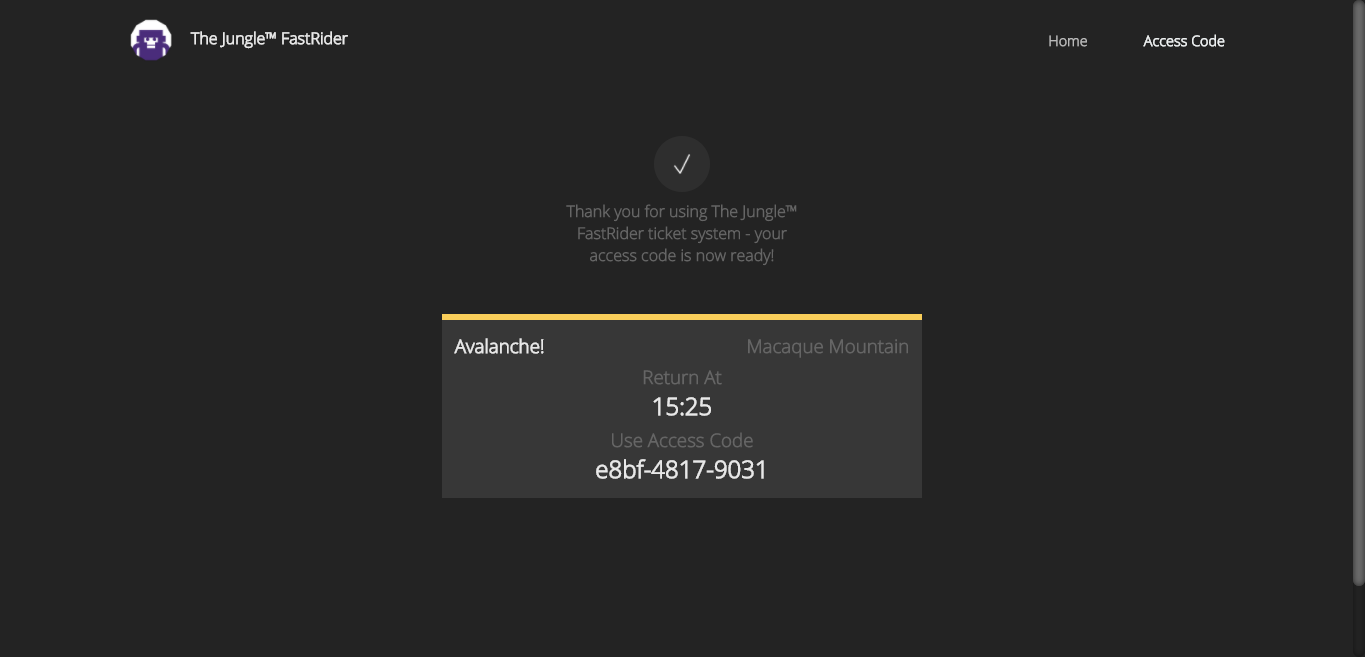 The Jungle™ FastRider
Home
Access Code
Thank you for using The Jungle™
FastRider ticket system - your
access code is now ready!
Avalanche!
Macaque Mountain
Return At
15:25
Use Access Code
e8bf-4817-9031